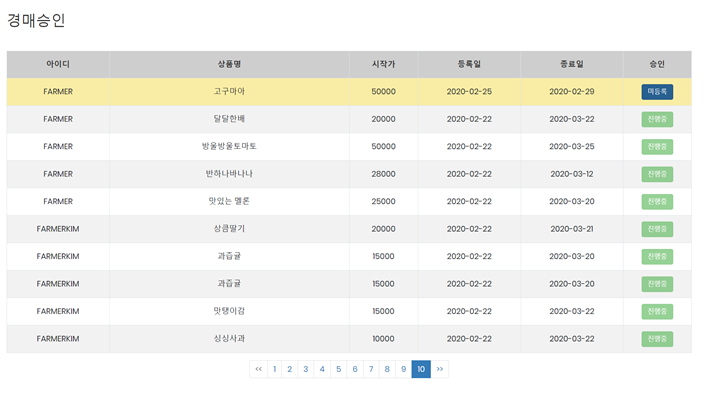 경매승인
아이디 상품명 시작가 등록일 종료일 승인
FARMER 고구마아 50000 2020-02-25 2020-02-29 미등록
FARMER 달달한배 20000 2020-02-22 2020-03-22 진행중
FARMER 방울방울토마토 50000 2020-02-22 2020-03-25 진행중
FARMER 반하나바나나 28000 2020-02-22 2020-03-12 진행중
FARMER 맛있는 멜론 25000 2020-02-22 2020-03-20 진행중
FARMERKIM 상큼딸기 20000 2020-02-22 2020-03-21 진행중
FARMERKIM 과즙귤 15000 2020-02-22 2020-03-20 진행중
FARMERKIM 과즙귤 15000 2020-02-22 2020-03-20 진행중
FARMERKIM 맛탱이감 15000 2020-02-22 2020-03-22 진행중
FARMERKIM 싱싱사과 10000 2020-02-22 2020-03-22 진행중
<< 1 2 3 4 5 6 7 8 9 10 >>